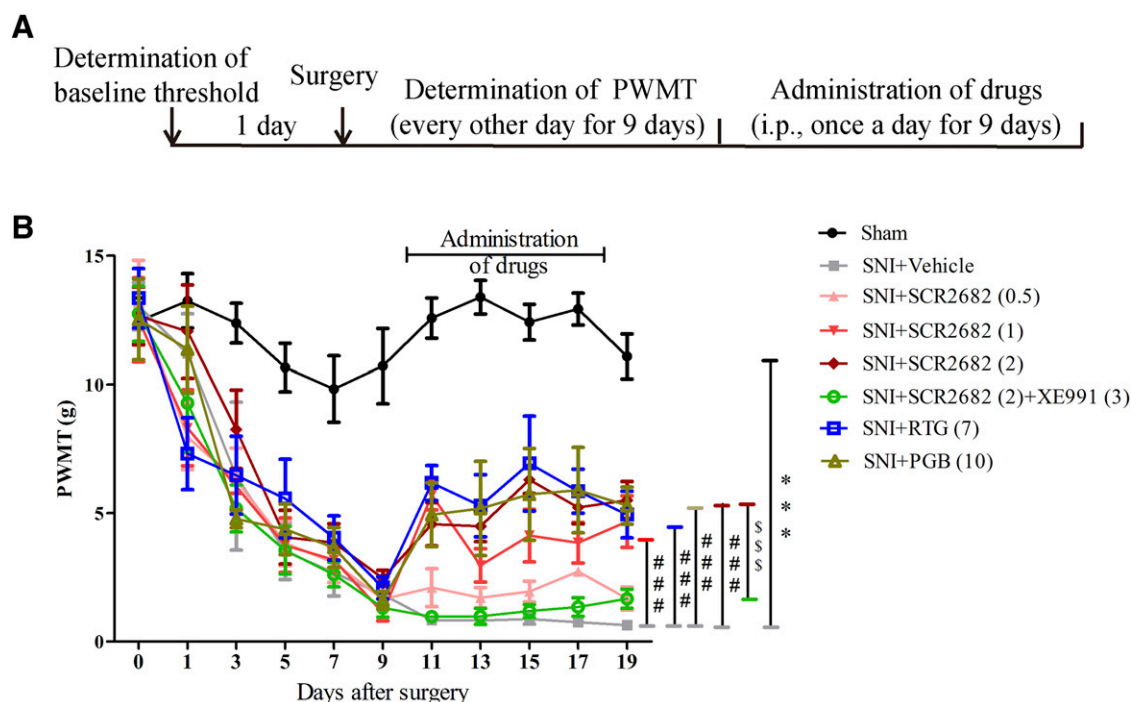 A
Determination of
baseline threshold
1 day
Surgery
Determination of PWMT
(every other day for 9 days)
Administration of drugs
(i.p., once a day for 9 days)
B
Administration
of drugs
PWMT (g)
15
10
5
0
0 1 3 5 7 9 11 13 15 17 19
Days after surgery
Sham
SNI+Vehicle
SNI+SCR2682 (0.5)
SNI+SCR2682 (1)
SNI+SCR2682 (2)
SNI+SCR2682 (2)+XE991 (3)
SNI+RTG (7)
SNI+PGB (10)
###
###
###
###
$$$
***